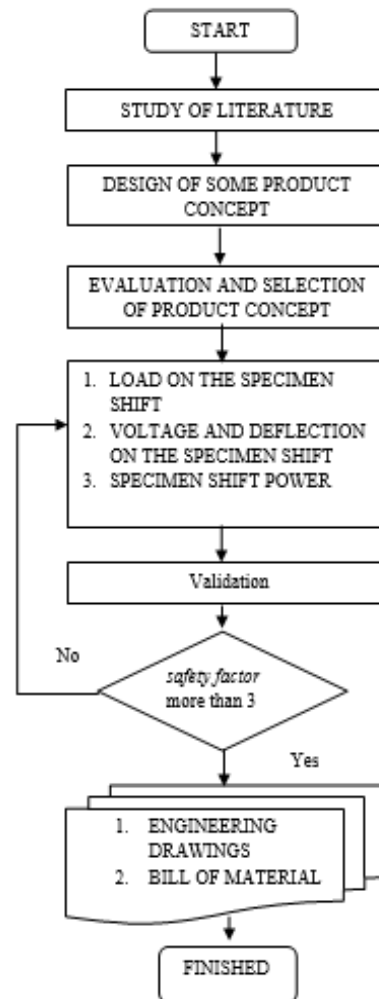 START
STUDY OF LITERATURE
DESIGN OF SOME PRODUCT
CONCEPT
EVALUATION AND SELECTION
OF PRODUCT CONCEPT
1. LOAD ON THE SPECIMEN
SHIFT
2. VOLTAGE AND DEFLECTION
ON THE SPECIMEN SHIFT
3. SPECIMEN SHIFT POWER
Validation
No
safety factor
more than 3
Yes
1. ENGINEERING
DRAWINGS
2. BILL OF MATERIAL
FINISHED